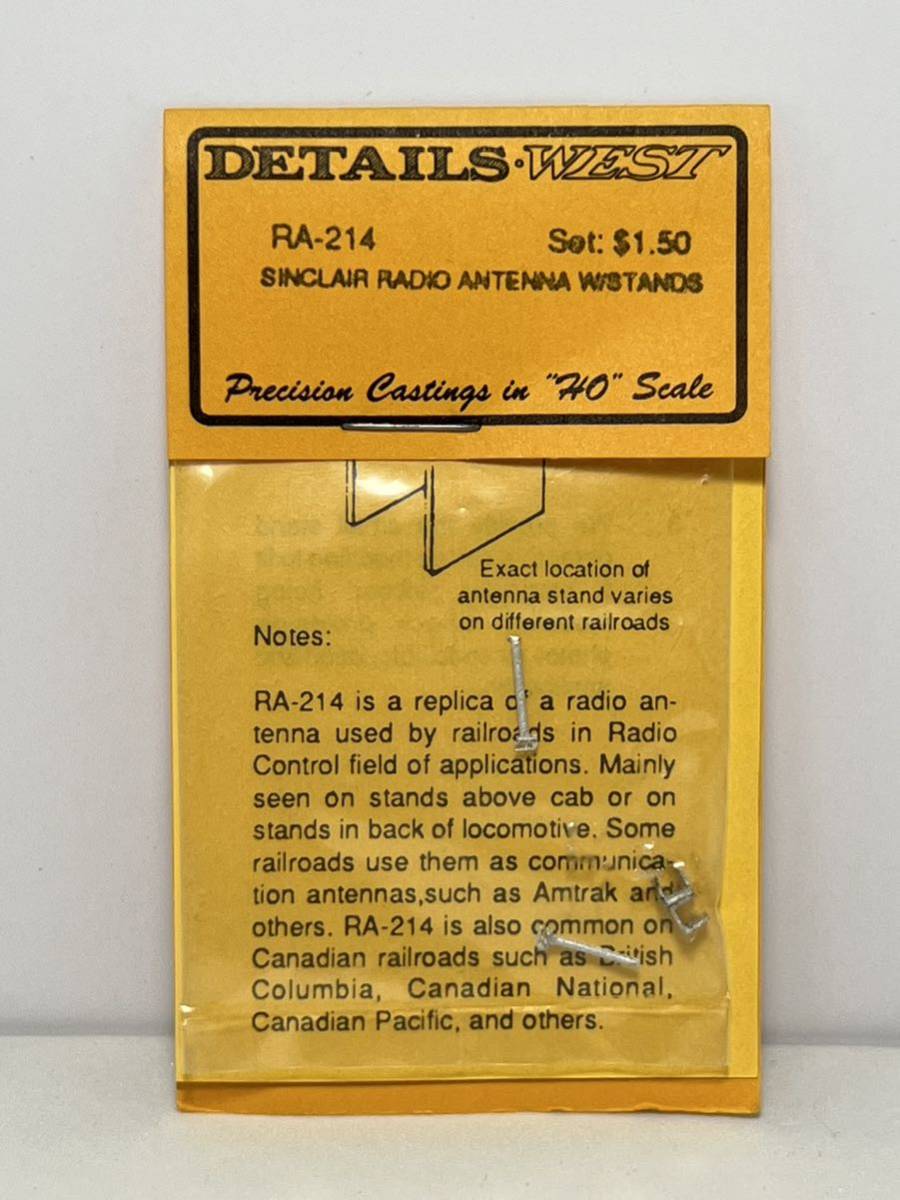 DETAILS·WEST
RA-214 Set: $1.50
SINCLAIR RADIO ANTENNA W/STANDS
Precision Castings in "HO" Scale
Exact location of
antenna stand varies
on different railroads
Notes:
RA-214 is a replica of a radio an-
tenna used by railroads in Radio
Control field of applications. Mainly
seen on stands above cab or on
stands in back of locomotive. Some
railroads use them as communica-
tion antennas,such as Amtrak and
others. RA-214 is also common on
Canadian railroads such as British
Columbia, Canadian National,
Canadian Pacific, and others.